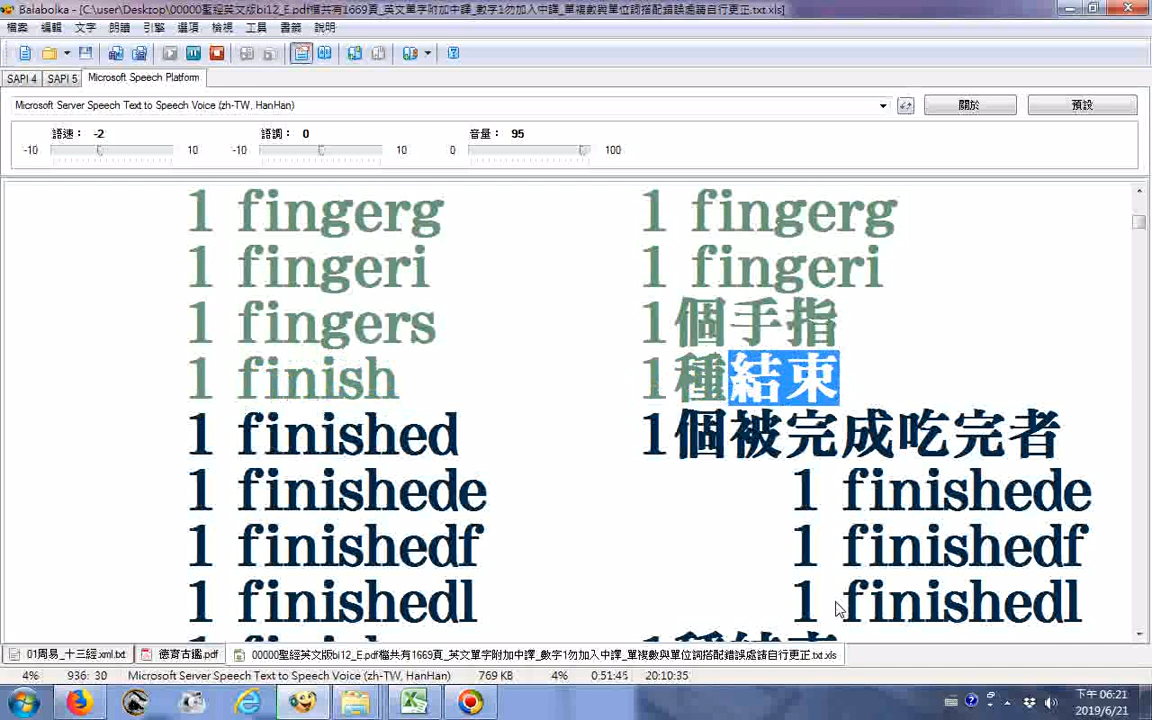 Balabolka - [C:\user\Desktop\00000聖經英文版bi12_E.pdf檔共有1669頁_英文單字附加中譯_數字1勿加入中譯_單複數與單位詞搭配錯誤處請自行更正.txt.xls]
檔案 編輯 文字 朗讀 引擎 選項 檢視 工具 書籤 說明
SAPI 4 SAPI 5 Microsoft Speech Platform
Microsoft Server Speech Text to Speech Voice (zh-TW, HanHan) 關於 預設
語速： -2 語調： 0 音量： 95
-10 10 -10 10 0 100
1 fingerg 1 fingerg
1 fingeri 1 fingeri
1 fingers 1個手指
1 finish 1種結束
1 finished 1個被完成吃完者
1 finishede 1 finishede
1 finishedf 1 finishedf
1 finishedl 1 finishedl
01周易_十三經.xml.txt 德育古鑑.pdf 00000聖經英文版bi12_E.pdf檔共有1669頁_英文單字附加中譯_數字1勿加入中譯_單複數與單位詞搭配錯誤處請自行更正.txt.xls
4% 936: 30 Microsoft Server Speech Text to Speech Voice (zh-TW, HanHan) 769 KB 4% 0:51:45 20:10:35
下午 06:21
2019/6/21